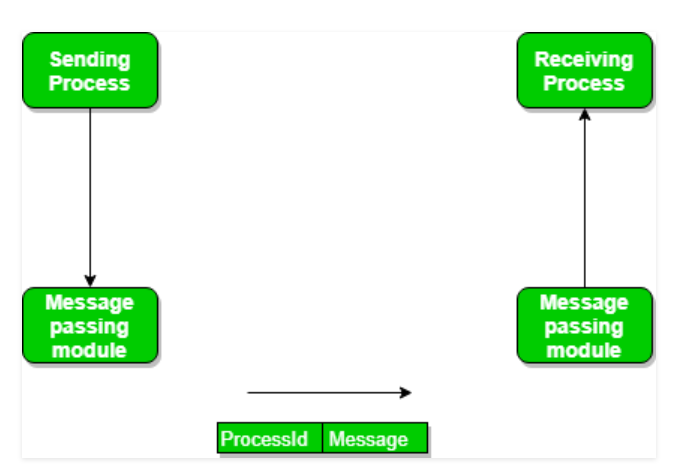 Sending
Process
Receiving
Process
Message
passing
module
Message
passing
module
ProcessId Message